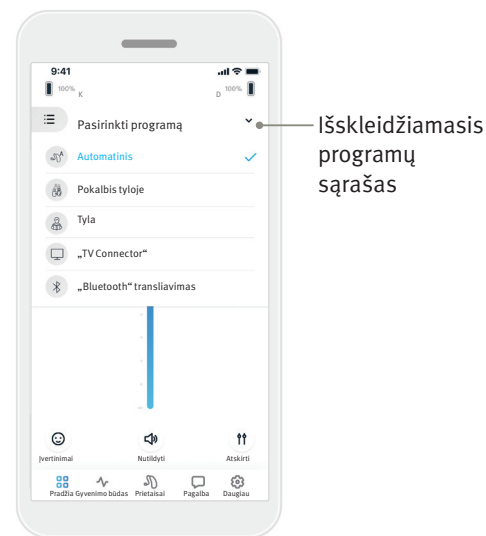 9:41
100% K
D 100%
Pasirinkti programą
Automatinis
Pokalbis tyloje
Tyla
„TV Connector“
„Bluetooth“ transliavimas
Įvertinimai
Nutildyti
Atskirti
Pradžia
Gyvenimo būdas
Prietaisai
Pagalba
Daugiau
Išskleidžiamasis
programų
sąrašas